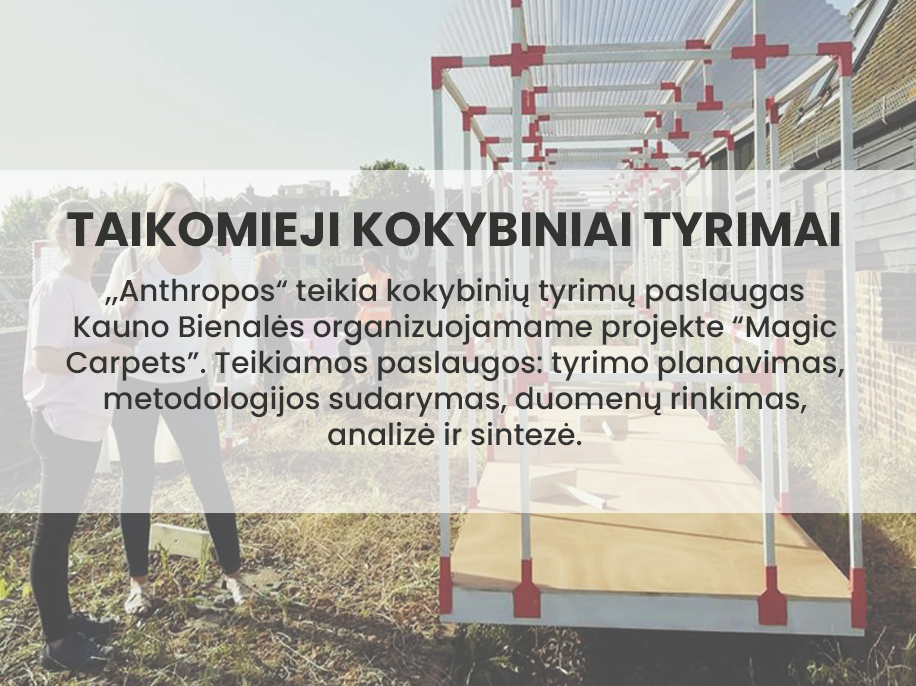 TAIKOMIEJI KOKYBINIAI TYRIMAI
„Anthropos“ teikia kokybinių tyrimų paslaugas
Kauno Bienalės organizuojamame projekte “Magic
Carpets”. Teikiamos paslaugos: tyrimo planavimas,
metodologijos sudarymas, duomenų rinkimas,
analizė ir sintezė.